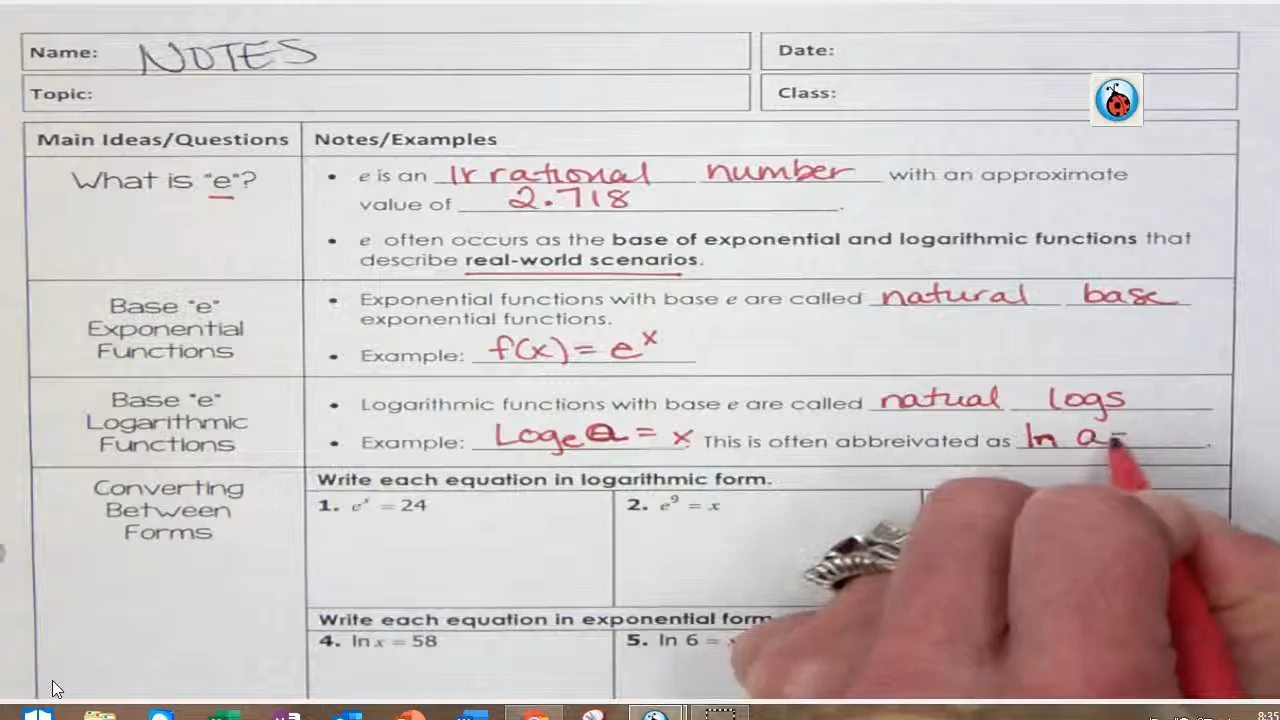 Name: NOTES
Date:
Topic:
Class:
Main Ideas/Questions
Notes/Examples
What is "e"?
• e is an Irrational number with an approximate
value of 2.718.
• e often occurs as the base of exponential and logarithmic functions that
describe real-world scenarios.
Base "e"
Exponential
Functions
• Exponential functions with base e are called natural base
exponential functions.
• Example: f(x) = e^x
Base "e"
Logarithmic
Functions
• Logarithmic functions with base e are called natual logs
• Example: Loge a = x. This is often abbreivated as ln a = .
Converting
Between
Forms
Write each equation in logarithmic form.
1. e^x = 24
2. e^9 = x
Write each equation in exponential form
4. ln x = 58
5. ln 6 =
8:35